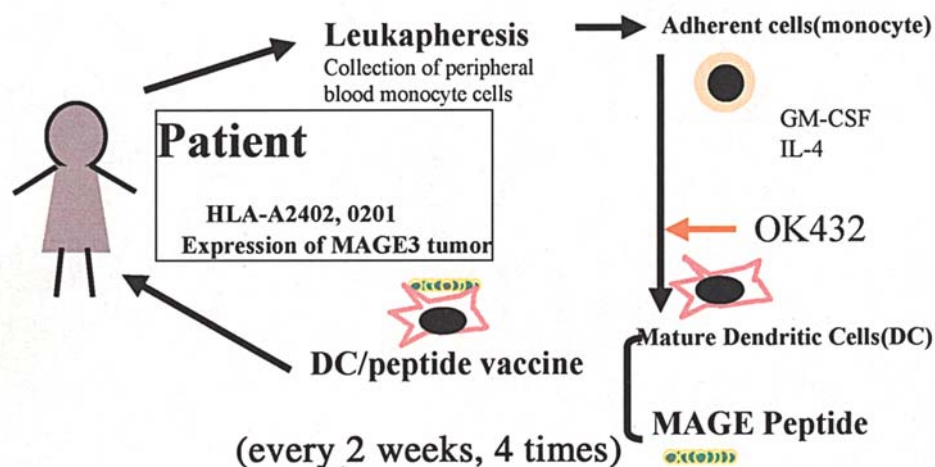 Leukapheresis
Collection of peripheral
blood monocyte cells
Adherent cells(monocyte)
GM-CSF
IL-4
OK432
Patient
HLA-A2402, 0201
Expression of MAGE3 tumor
Mature Dendritic Cells(DC)
MAGE Peptide
DC/peptide vaccine
(every 2 weeks, 4 times)